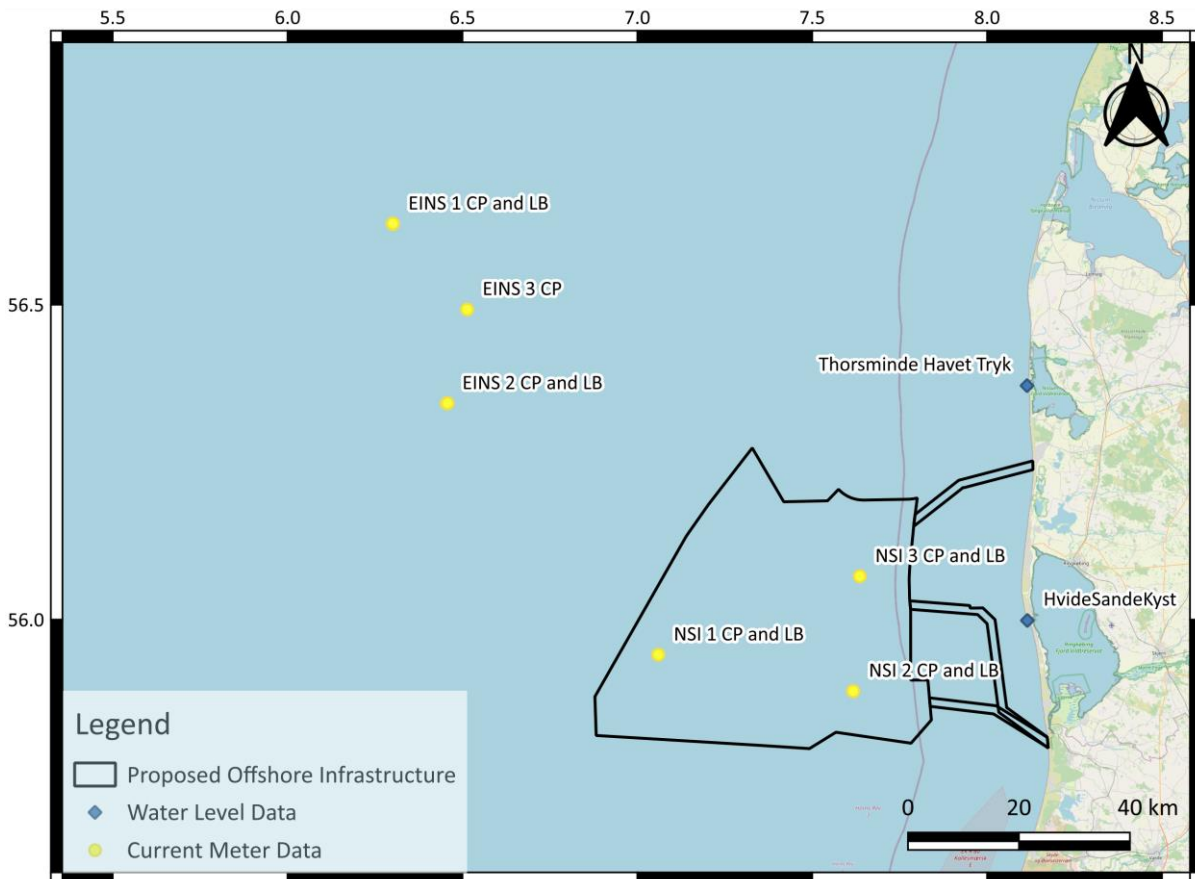 5.5 6.0 6.5 7.0 7.5 8.0 8.5
N
EINS 1 CP and LB
EINS 3 CP
56.5
Thorsminde Havet Tryk
EINS 2 CP and LB
NSI 3 CP and LB
HvideSandeKyst
56.0
NSI 1 CP and LB
NSI 2 CP and LB
Legend
Proposed Offshore Infrastructure
Water Level Data
Current Meter Data
0 20 40 km